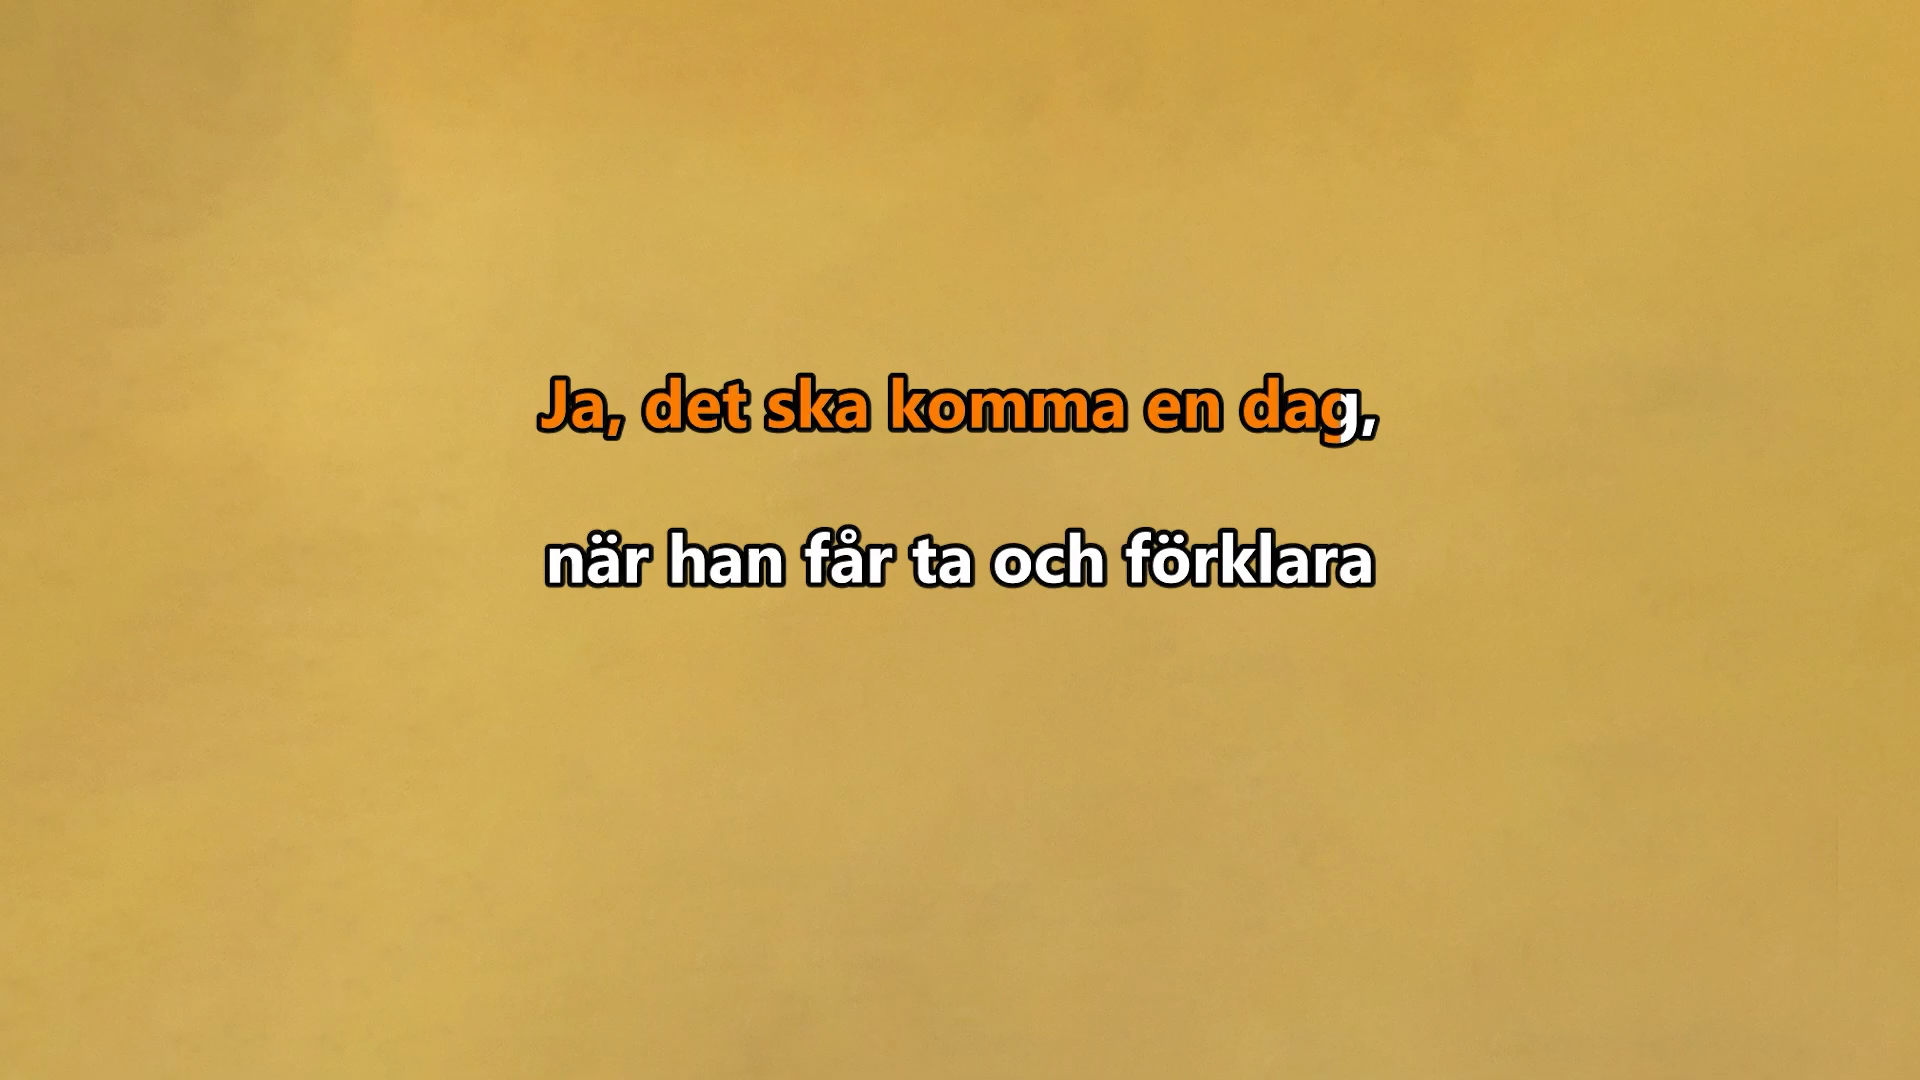 Ja, det ska komma en dag,
när han får ta och förklara